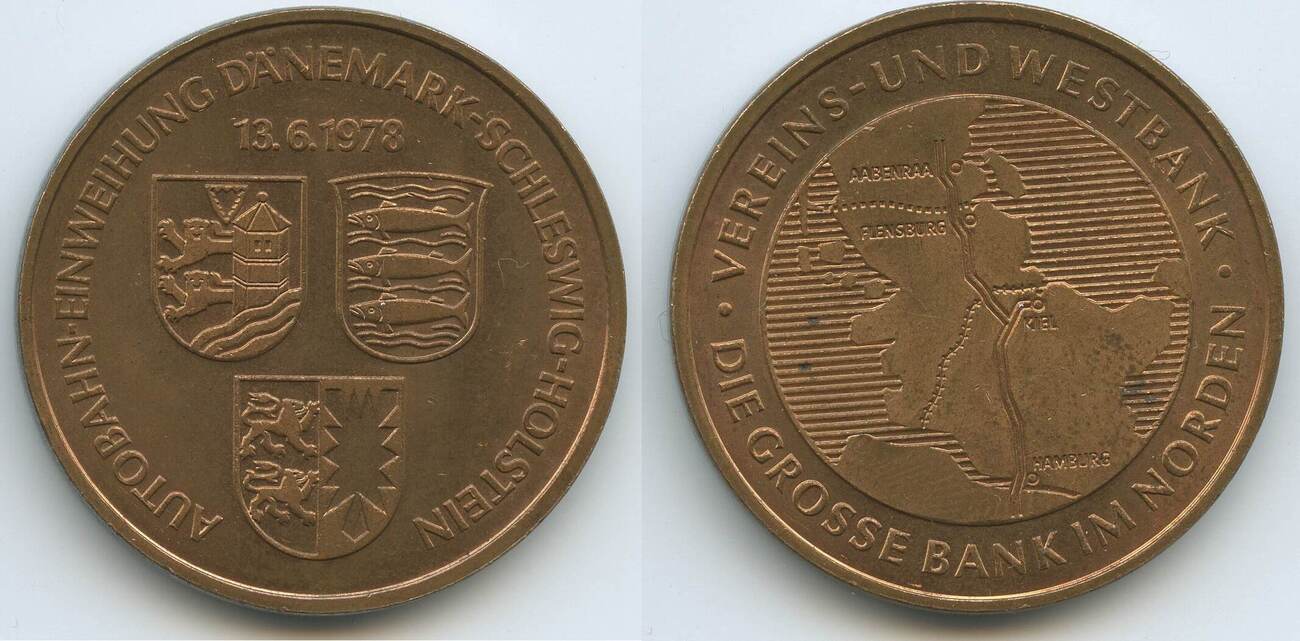 AUTOBAHN-EINWEIHUNG DÄNEMARK-SCHLESWIG-HOLSTEIN
13.6.1978
· VEREINS-UND WESTBANK ·
AABENRAA
FLENSBURG
KIEL
HAMBURG
DIE GROSSE BANK IM NORDEN